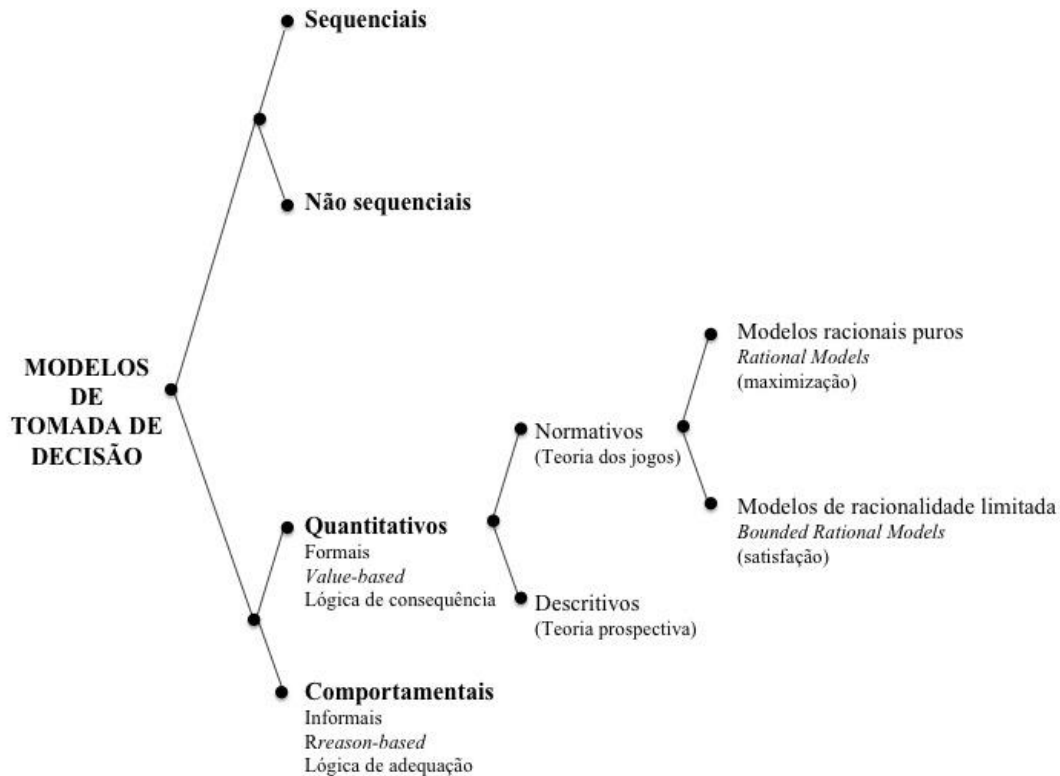 Sequenciais
Não sequenciais
MODELOS
DE
TOMADA DE
DECISÃO
Quantitativos
Formais
Value-based
Lógica de consequência
Comportamentais
Informais
Rreason-based
Lógica de adequação
Normativos
(Teoria dos jogos)
Descritivos
(Teoria prospectiva)
Modelos racionais puros
Rational Models
(maximização)
Modelos de racionalidade limitada
Bounded Rational Models
(satisfação)